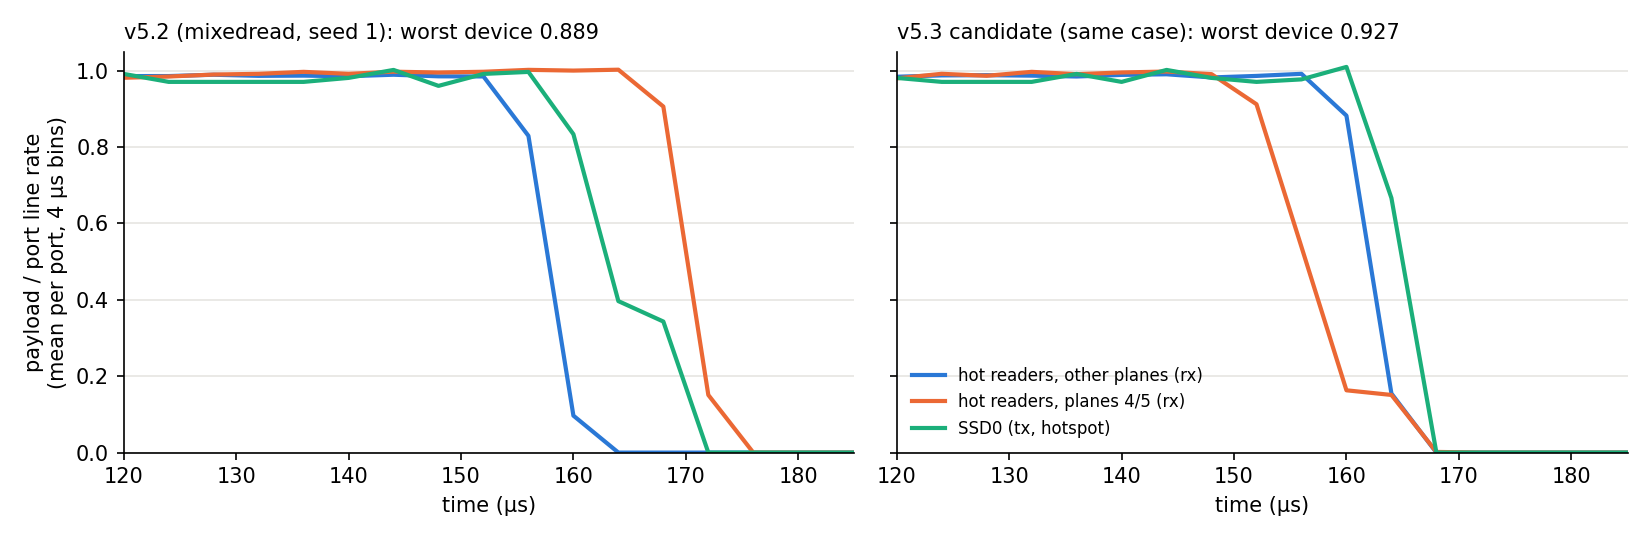 v5.2 (mixedread, seed 1): worst device 0.889
v5.3 candidate (same case): worst device 0.927
payload / port line rate
(mean per port, 4 µs bins)
1.0
0.8
0.6
0.4
0.2
0.0
120 130 140 150 160 170 180
time (µs)
hot readers, other planes (rx)
hot readers, planes 4/5 (rx)
SSD0 (tx, hotspot)
120 130 140 150 160 170 180
time (µs)